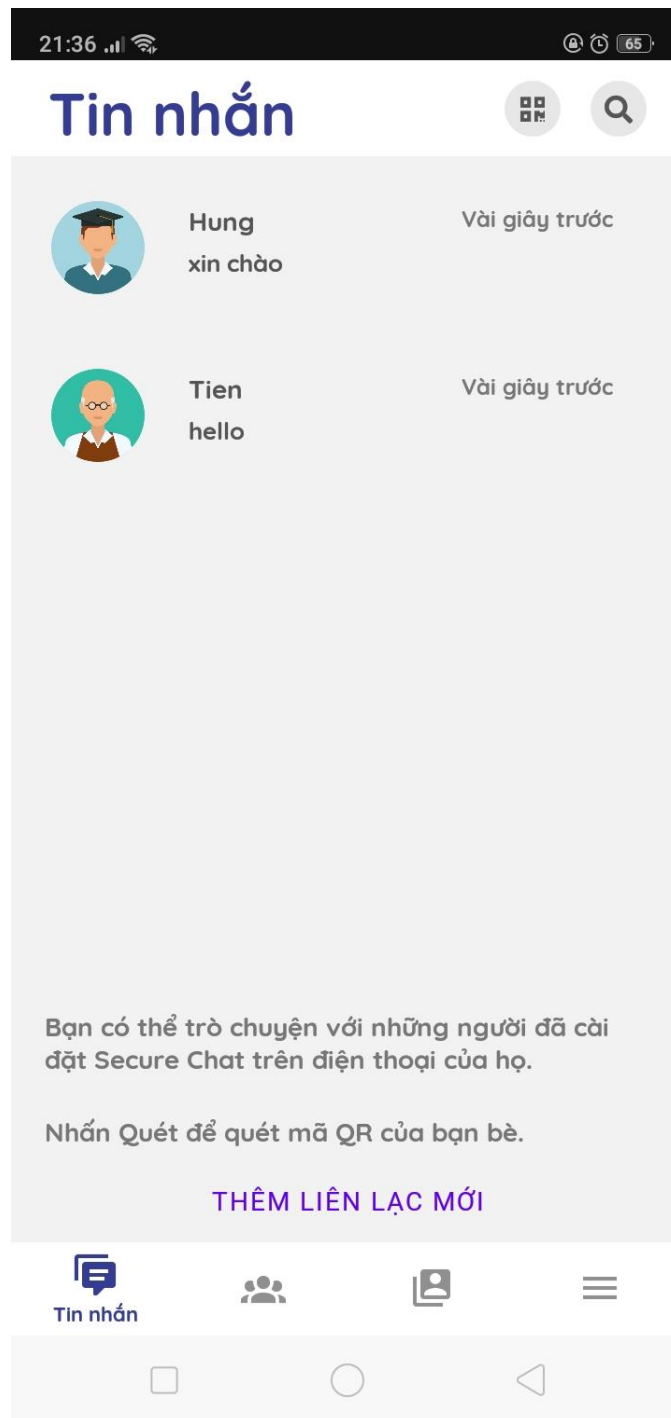 21:36
65
Tin nhắn
Hung
Vài giây trước
xin chào
Tien
Vài giây trước
hello
Bạn có thể trò chuyện với những người đã cài
đặt Secure Chat trên điện thoại của họ.
Nhấn Quét để quét mã QR của bạn bè.
THÊM LIÊN LẠC MỚI
Tin nhắn